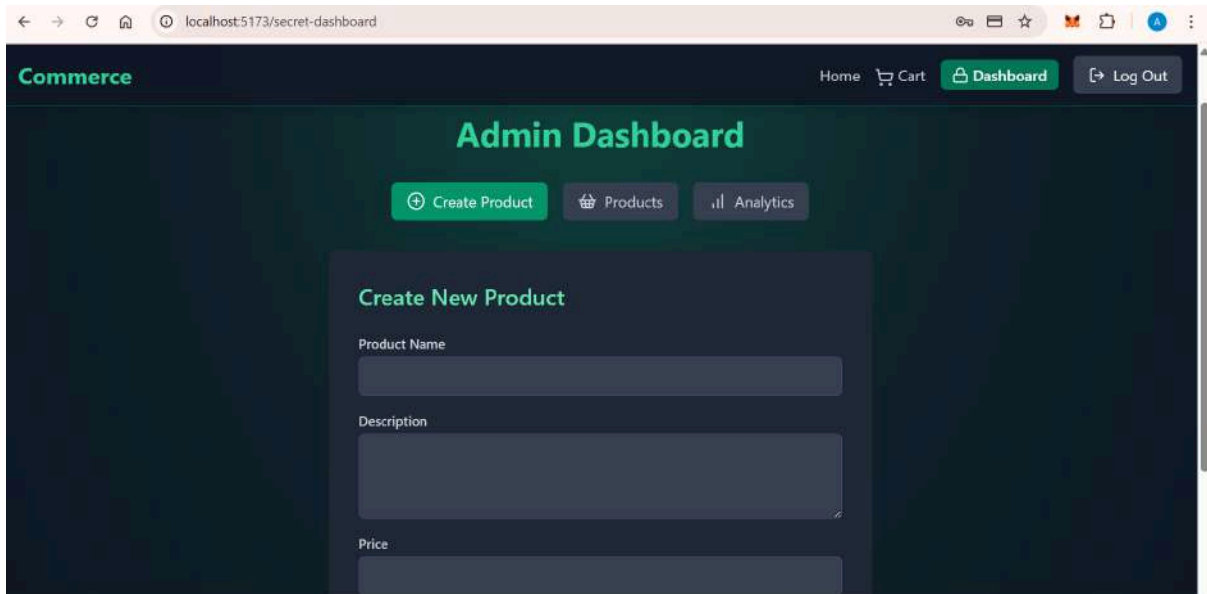 localhost:5173/secret-dashboard
A
Commerce
Home Cart Dashboard Log Out
Admin Dashboard
Create Product Products Analytics
Create New Product
Product Name
Description
Price